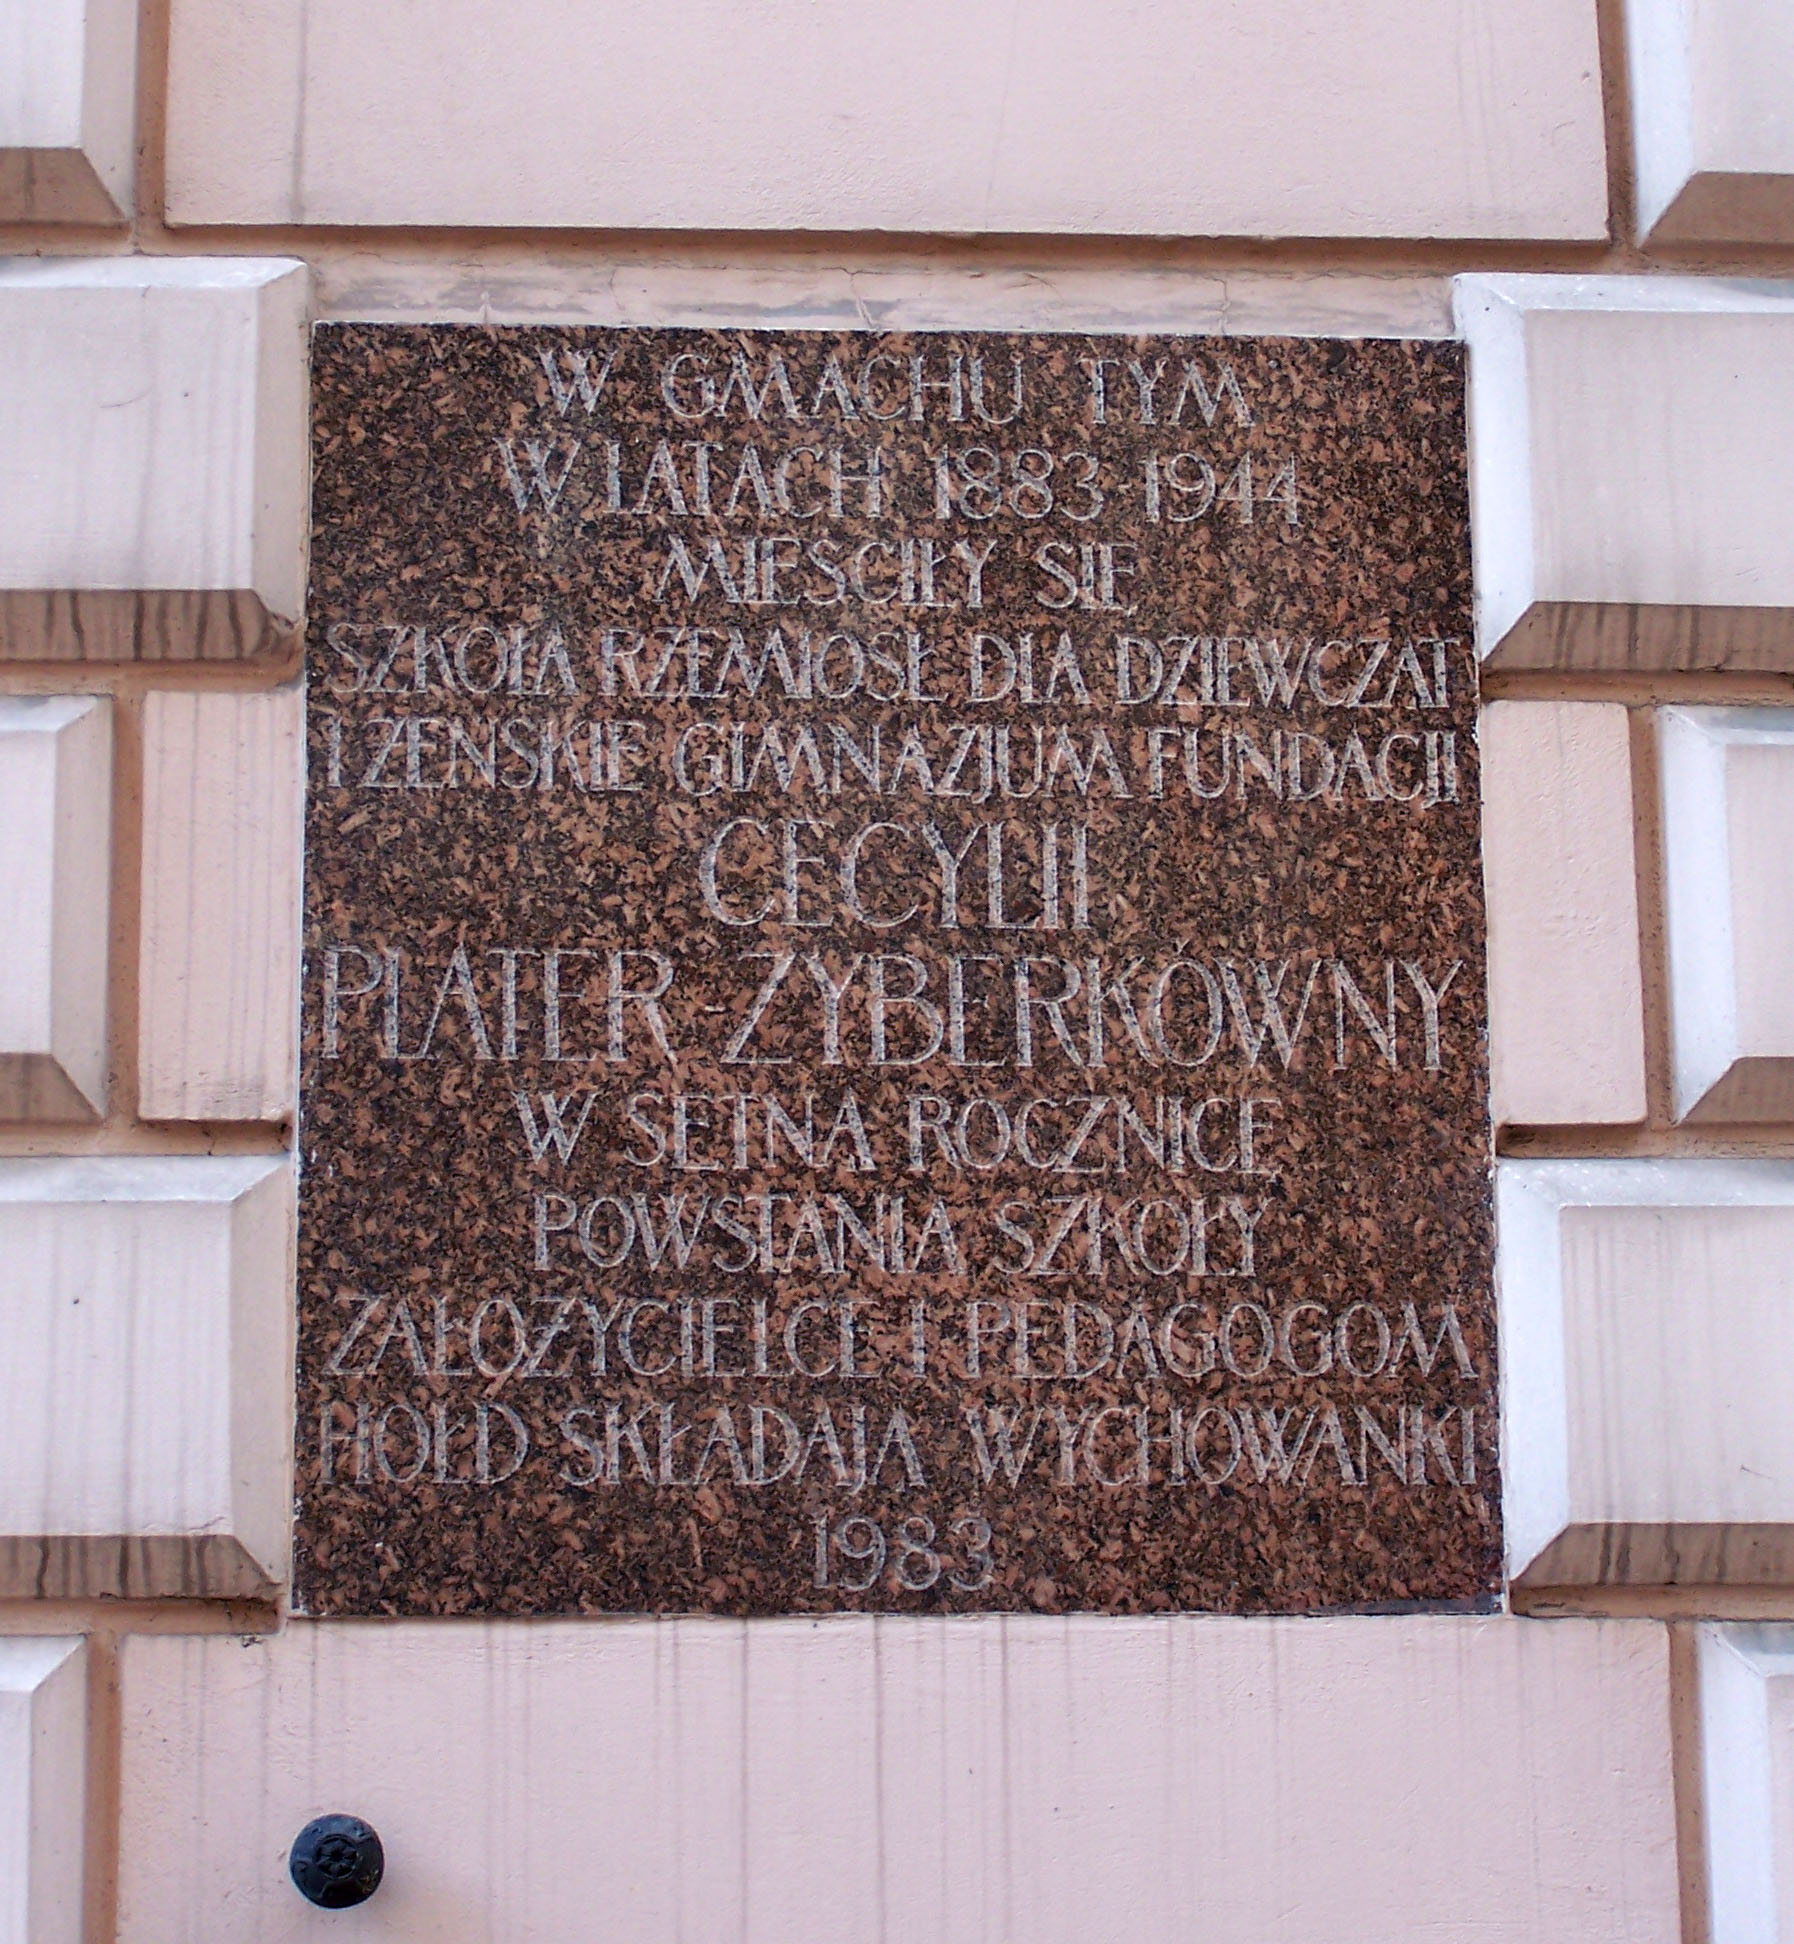 W GMACHU TYM
W LATACH 1883-1944
MIEŚCIŁY SIĘ
SZKOŁA RZEMIOSŁ DLA DZIEWCZĄT
I ŻEŃSKIE GIMNAZJUM FUNDACJI
CECYLII
PLATER-ZYBERKÓWNY
W SETNĄ ROCZNICĘ
POWSTANIA SZKOŁY
ZAŁOŻYCIELCE I PEDAGOGOM
HOŁD SKŁADAJĄ WYCHOWANKI
1983